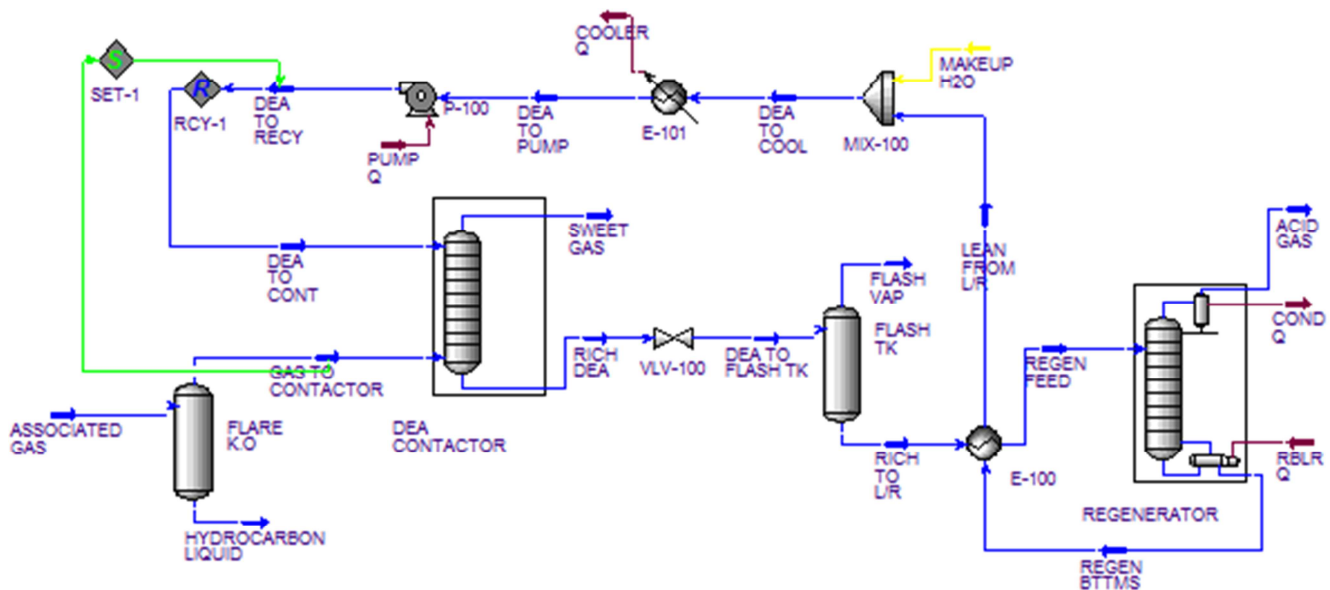 COOLER
Q
S
SET-1
R
RCY-1
DEA
TO
RECY
P-100
PUMP
Q
DEA
TO
PUMP
E-101
DEA
TO
COOL
MIX-100
MAKEUP
H2O
DEA
TO
CONT
SWEET
GAS
LEAN
FROM
L/R
ACID
GAS
FLASH
VAP
FLASH
TK
COND
Q
GAS TO
CONTACTOR
RICH
DEA
VLV-100
DEA TO
FLASH TK
REGEN
FEED
ASSOCIATED
GAS
FLARE
K.O
DEA
CONTACTOR
RICH
TO
L/R
E-100
RBLR
Q
REGENERATOR
HYDROCARBON
LIQUID
REGEN
BTTMS